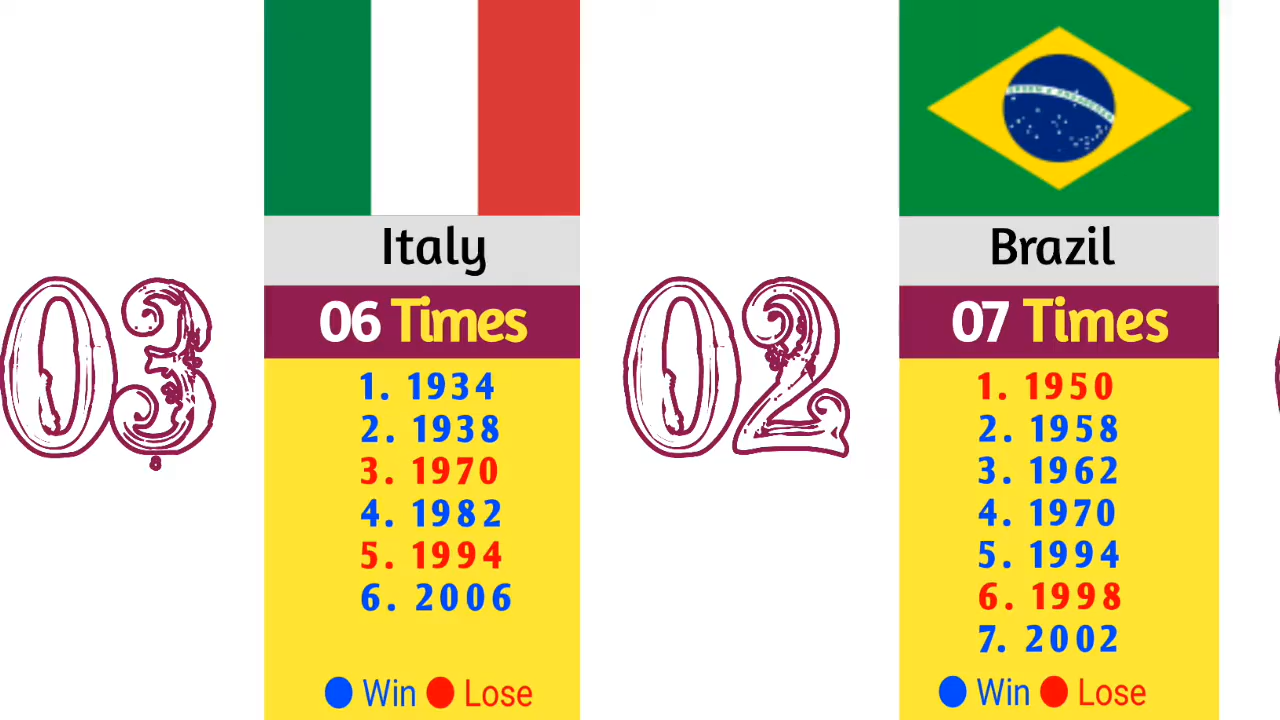 03
Italy
06 Times
1. 1934
2. 1938
3. 1970
4. 1982
5. 1994
6. 2006
Win Lose
02
Brazil
07 Times
1. 1950
2. 1958
3. 1962
4. 1970
5. 1994
6. 1998
7. 2002
Win Lose